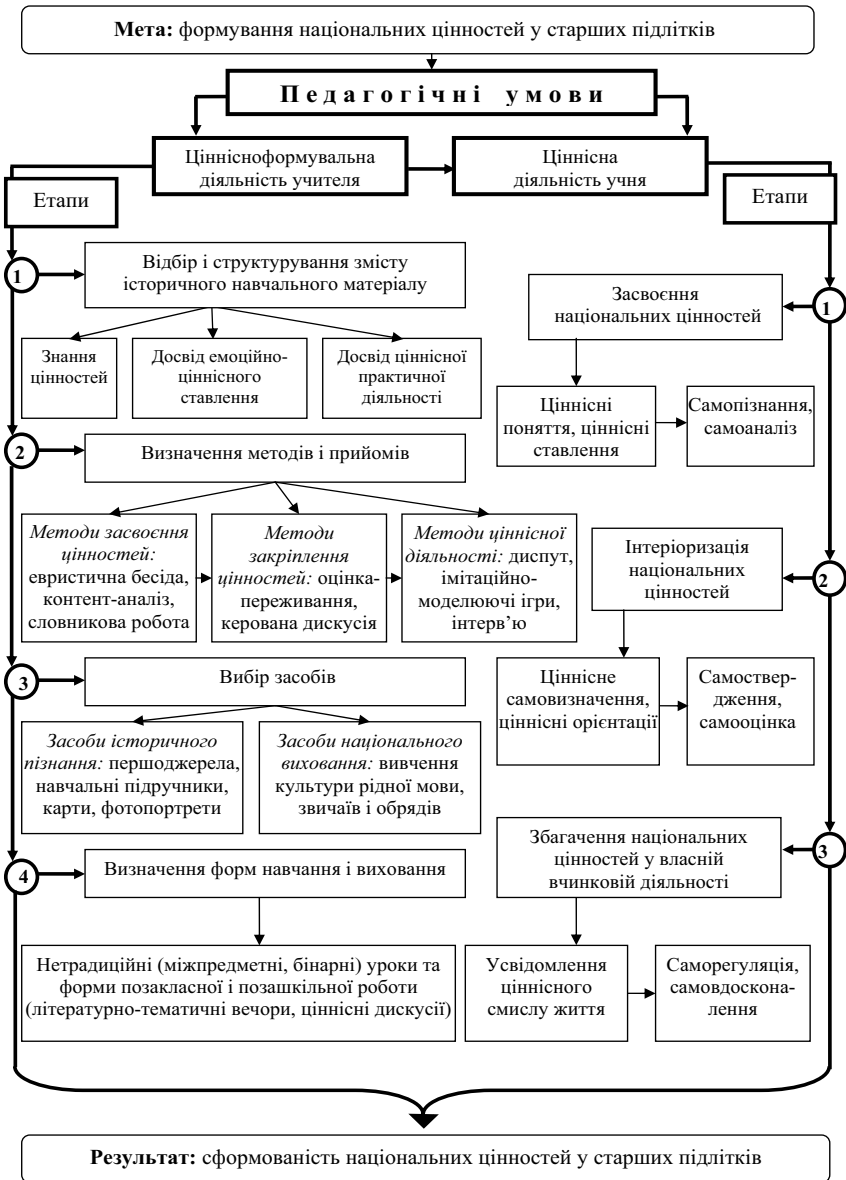 Мета: формування національних цінностей у старших підлітків
Педагогічні умови
Ціннісноформувальна
діяльність учителя
Ціннісна
діяльність учня
Етапи
Етапи
1
Відбір і структурування змісту
історичного навчального матеріалу
Знання
цінностей
Досвід емоційно-
ціннісного
ставлення
Досвід ціннісної
практичної
діяльності
2
Визначення методів і прийомів
Методи засвоєння
цінностей:
евристична бесіда,
контент-аналіз,
словникова робота
Методи
закріплення
цінностей: оцінка-
переживання,
керована дискусія
Методи ціннісної
діяльності: диспут,
імітаційно-
моделюючі ігри,
інтерв’ю
3
Вибір засобів
Засоби історичного
пізнання: першоджерела,
навчальні підручники,
карти, фотопортрети
Засоби національного
виховання: вивчення
культури рідної мови,
звичаїв і обрядів
4
Визначення форм навчання і виховання
Нетрадиційні (міжпредметні, бінарні) уроки та
форми позакласної і позашкільної роботи
(літературно-тематичні вечори, ціннісні дискусії)
1
Засвоєння
національних цінностей
Ціннісні
поняття, ціннісні
ставлення
Самопізнання,
самоаналіз
2
Інтеріоризація
національних
цінностей
Ціннісне
самовизначення,
ціннісні орієнтації
Самоствер-
дження,
самооцінка
3
Збагачення національних
цінностей у власній
вчинковій діяльності
Усвідомлення
ціннісного
смислу життя
Саморегуляція,
самовдоскона-
лення
Результат: сформованість національних цінностей у старших підлітків